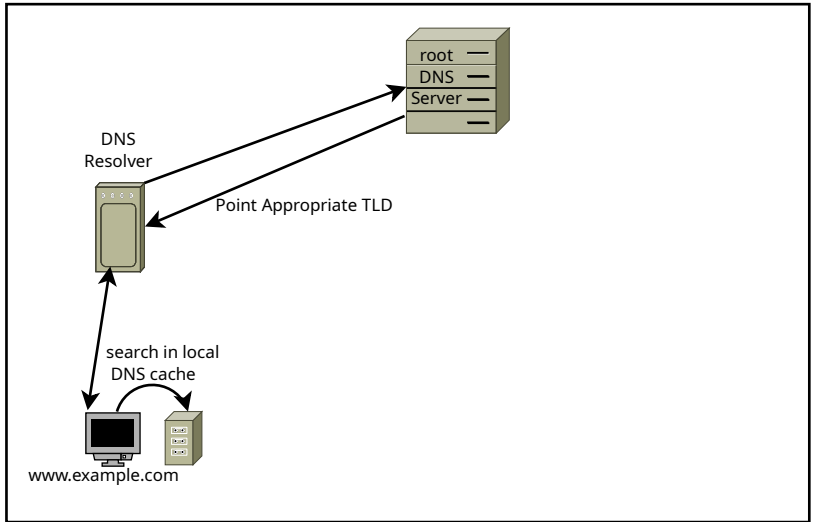 root
DNS
Server
DNS
Resolver
Point Appropriate TLD
search in local
DNS cache
www.example.com